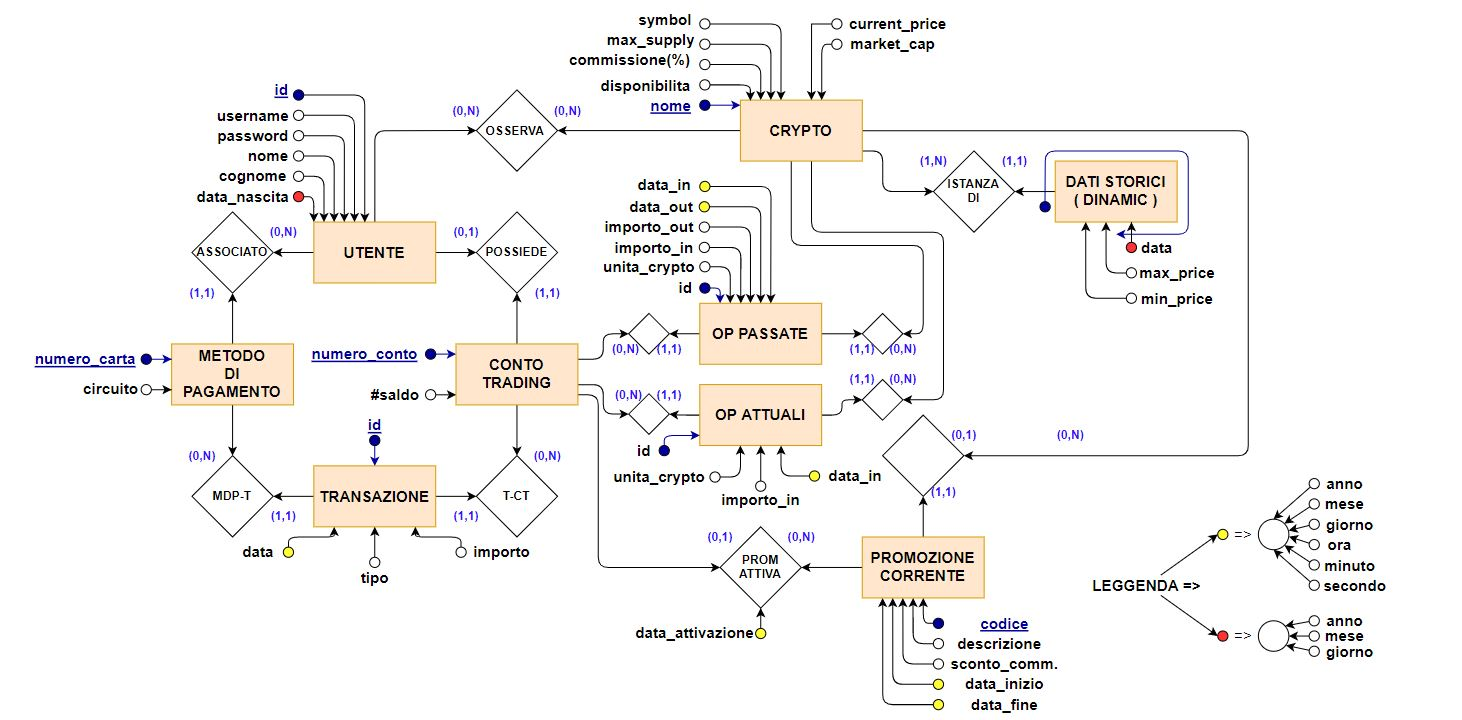 symbol
max_supply
commissione(%)
disponibilita
nome
current_price
market_cap
CRYPTO
id
username
password
nome
cognome
data_nascita
(0,N)
OSSERVA
(0,N)
UTENTE
(0,N)
ASSOCIATO
(1,1)
(0,1)
POSSIEDE
(1,1)
(1,N)
ISTANZA
DI
(1,1)
DATI STORICI
( DINAMIC )
data
max_price
min_price
data_in
data_out
importo_out
importo_in
unita_crypto
id
OP PASSATE
(0,N)
(1,1)
(1,1)
(0,N)
numero_carta
circuito
METODO
DI
PAGAMENTO
numero_conto
#saldo
CONTO
TRADING
(0,N)
(1,1)
OP ATTUALI
(1,1)
(0,N)
id
unita_crypto
importo_in
data_in
(0,N)
MDP-T
(1,1)
id
TRANSAZIONE
data
tipo
importo
(0,N)
T-CT
(1,1)
(0,1)
(0,N)
(1,1)
(0,1)
PROM
ATTIVA
(0,N)
data_attivazione
PROMOZIONE
CORRENTE
codice
descrizione
sconto_comm.
data_inizio
data_fine
LEGGENDA =>
=>
anno
mese
giorno
ora
minuto
secondo
=>
anno
mese
giorno